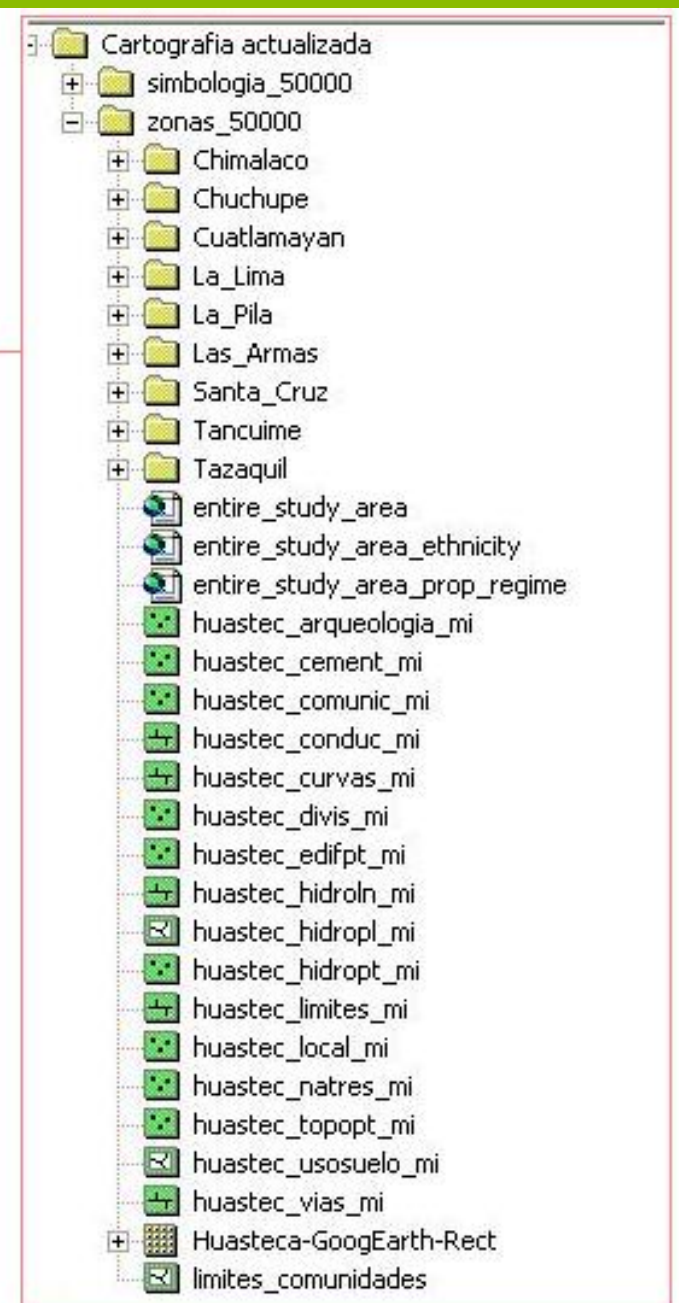 Cartografia actualizada
simbologia_50000
zonas_50000
Chimalaco
Chuchupe
Cuatlamayan
La_Lima
La_Pila
Las_Armas
Santa_Cruz
Tancuime
Tazaquil
entire_study_area
entire_study_area_ethnicity
entire_study_area_prop_regime
huastec_arqueologia_mi
huastec_cement_mi
huastec_comunic_mi
huastec_conduc_mi
huastec_curvas_mi
huastec_divis_mi
huastec_edifpt_mi
huastec_hidroln_mi
huastec_hidropl_mi
huastec_hidropt_mi
huastec_limites_mi
huastec_local_mi
huastec_natres_mi
huastec_topopt_mi
huastec_usosuelo_mi
huastec_vias_mi
Huasteca-GoogEarth-Rect
limites_comunidades